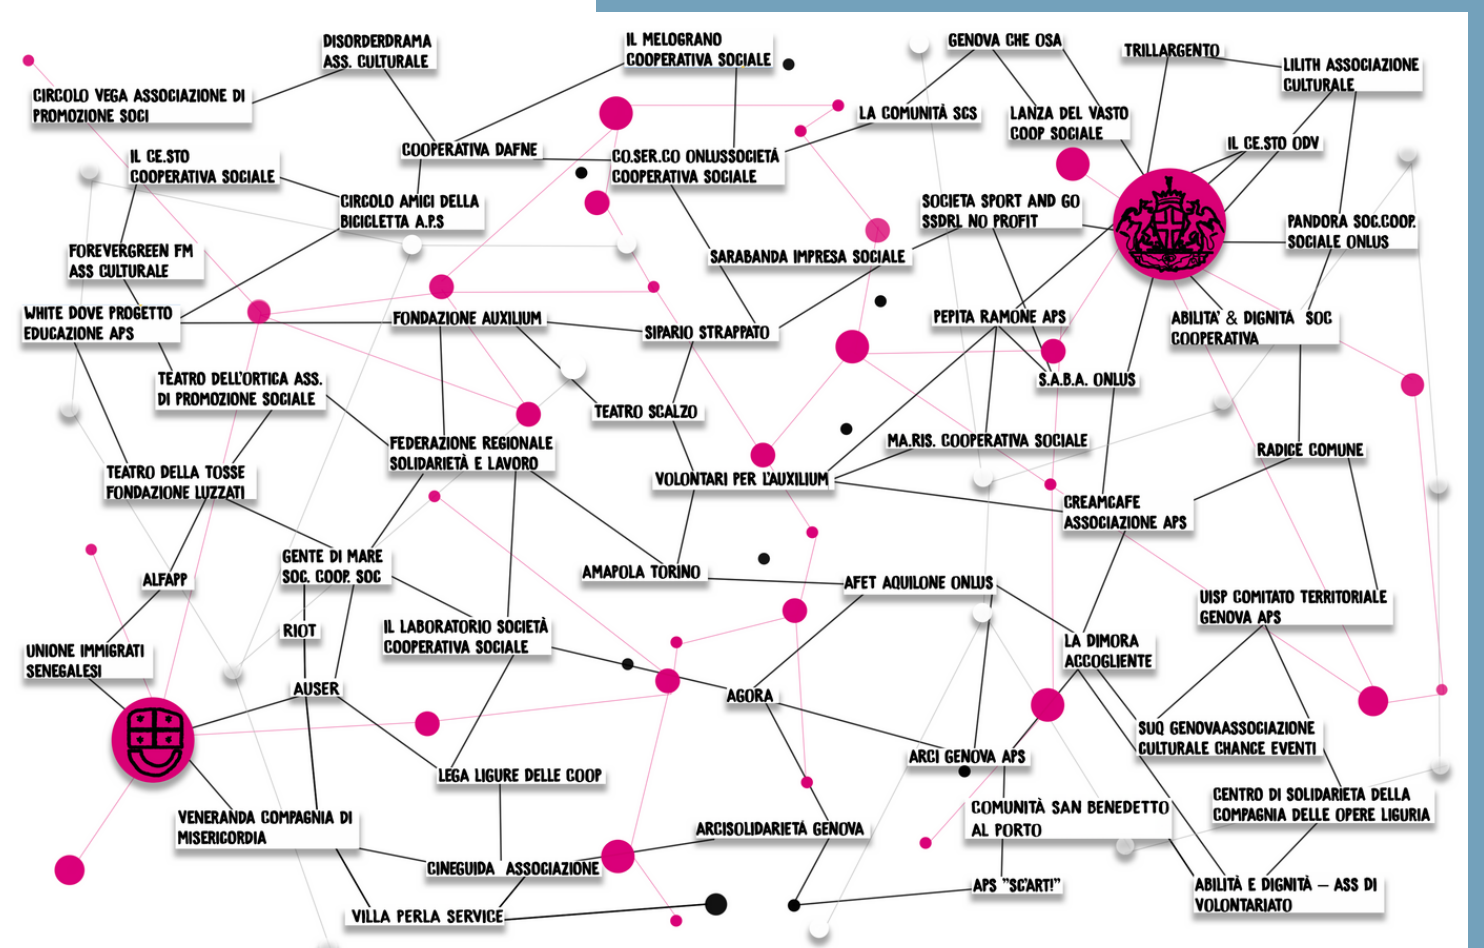 DISORDERDRAMA
ASS. CULTURALE
IL MELOGRANO
COOPERATIVA SOCIALE
GENOVA CHE OSA
TRILLARGENTO
LILITH ASSOCIAZIONE
CULTURALE
CIRCOLO VEGA ASSOCIAZIONE DI
PROMOZIONE SOCI
LA COMUNITÀ SCS
LANZA DEL VASTO
COOP SOCIALE
COOPERATIVA DAFNE
CO.SER.CO ONLUSSOCIETÁ
COOPERATIVA SOCIALE
IL CE.STO ODV
IL CE.STO
COOPERATIVA SOCIALE
CIRCOLO AMICI DELLA
BICICLETTA A.P.S
SOCIETA SPORT AND GO
SSDRL NO PROFIT
PANDORA SOC.COOP.
SOCIALE ONLUS
FOREVERGREEN FM
ASS CULTURALE
SARABANDA IMPRESA SOCIALE
WHITE DOVE PROGETTO
EDUCAZIONE APS
FONDAZIONE AUXILIUM
SIPARIO STRAPPATO
PEPITA RAMONE APS
ABILITA' & DIGNITÁ SOC
COOPERATIVA
TEATRO DELL'ORTICA ASS.
DI PROMOZIONE SOCIALE
S.A.B.A. ONLUS
TEATRO SCALZO
FEDERAZIONE REGIONALE
SOLIDARIETÀ E LAVORO
MA.RIS. COOPERATIVA SOCIALE
RADICE COMUNE
TEATRO DELLA TOSSE
FONDAZIONE LUZZATI
VOLONTARI PER L'AUXILIUM
CREAMCAFE
ASSOCIAZIONE APS
GENTE DI MARE
SOC. COOP. SOC
ALFAPP
AMAPOLA TORINO
AFET AQUILONE ONLUS
UISP COMITATO TERRITORIALE
GENOVA APS
RIOT
IL LABORATORIO SOCIETÀ
COOPERATIVA SOCIALE
UNIONE IMMIGRATI
SENEGALESI
LA DIMORA
ACCOGLIENTE
AUSER
AGORA
SUQ GENOVAASSOCIAZIONE
CULTURALE CHANCE EVENTI
ARCI GENOVA APS
LEGA LIGURE DELLE COOP
COMUNITÀ SAN BENEDETTO
AL PORTO
CENTRO DI SOLIDARIETA DELLA
COMPAGNIA DELLE OPERE LIGURIA
VENERANDA COMPAGNIA DI
MISERICORDIA
ARCISOLIDARIETÁ GENOVA
CINEGUIDA ASSOCIAZIONE
APS "SC'ART!"
ABILITÀ E DIGNITÀ – ASS DI
VOLONTARIATO
VILLA PERLA SERVICE